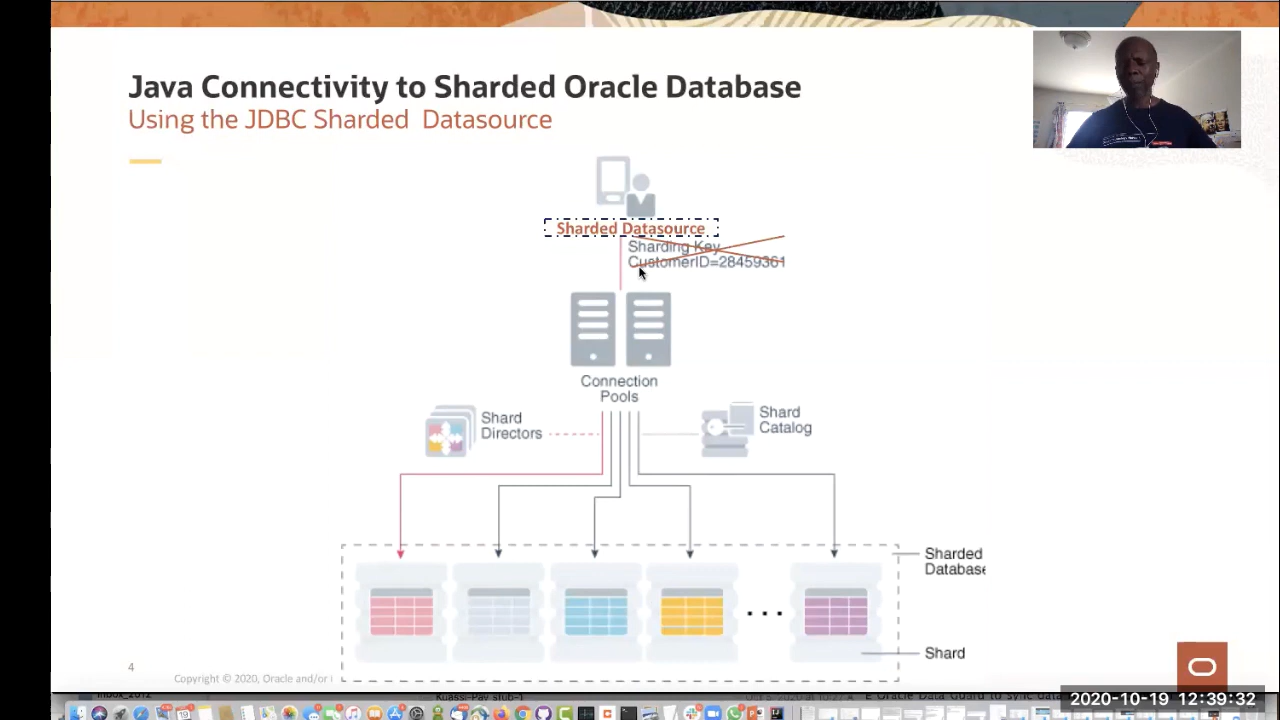 Java Connectivity to Sharded Oracle Database
Using the JDBC Sharded Datasource
Sharded Datasource
Sharding Key
CustomerID=28459361
Connection
Pools
Shard
Directors
Shard
Catalog
Sharded
Database
Shard
4
Copyright © 2020, Oracle and/or
2020-10-19 12:39:32